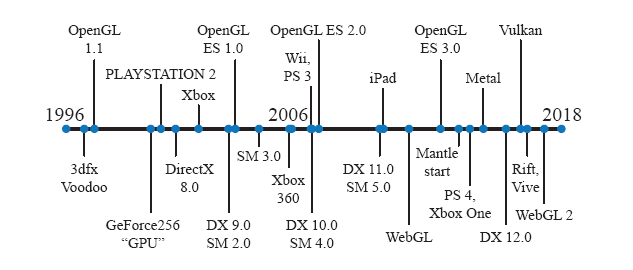 OpenGL
1.1
PLAYSTATION 2
Xbox
OpenGL
ES 1.0
OpenGL ES 2.0
Wii,
PS 3
iPad
OpenGL
ES 3.0
Metal
Vulkan
1996
2006
2018
3dfx
Voodoo
GeForce256
“GPU”
DirectX
8.0
DX 9.0
SM 2.0
SM 3.0
Xbox
360
DX 10.0
SM 4.0
DX 11.0
SM 5.0
WebGL
Mantle
start
PS 4,
Xbox One
DX 12.0
Rift,
Vive
WebGL 2